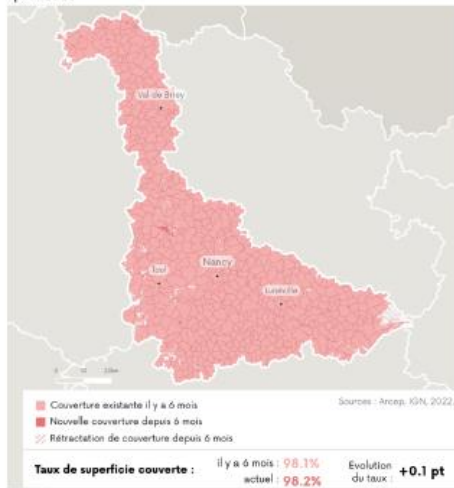 Val de Briey
Toul
Nancy
Lunéville
Couverture existante il y a 6 mois
Sources : Arcep, IGN, 2022.
Nouvelle couverture depuis 6 mois
Rétractation de couverture depuis 6 mois
Taux de superficie couverte : il y a 6 mois : 98.1% Evolution du taux : +0.1 pt
actuel : 98.2%